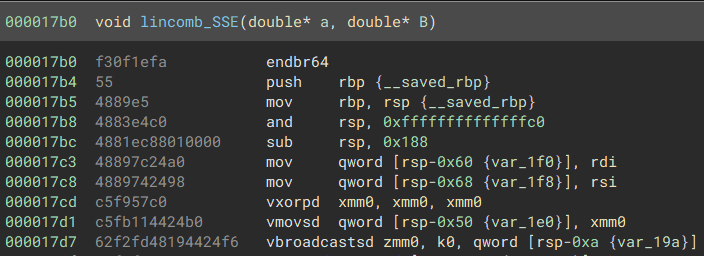 000017b0 void lincomb_SSE(double* a, double* B)
000017b0 f30f1efa endbr64
000017b4 55 push rbp {__saved_rbp}
000017b5 4889e5 mov rbp, rsp {__saved_rbp}
000017b8 4883e4c0 and rsp, 0xffffffffffffffc0
000017bc 4881ec88010000 sub rsp, 0x188
000017c3 48897c24a0 mov qword [rsp-0x60 {var_1f0}], rdi
000017c8 4889742498 mov qword [rsp-0x68 {var_1f8}], rsi
000017cd c5f957c0 vxorpd xmm0, xmm0, xmm0
000017d1 c5fb114424b0 vmovsd qword [rsp-0x50 {var_1e0}], xmm0
000017d7 62f2fd48194424f6 vbroadcastsd zmm0, k0, qword [rsp-0xa {var_19a}]